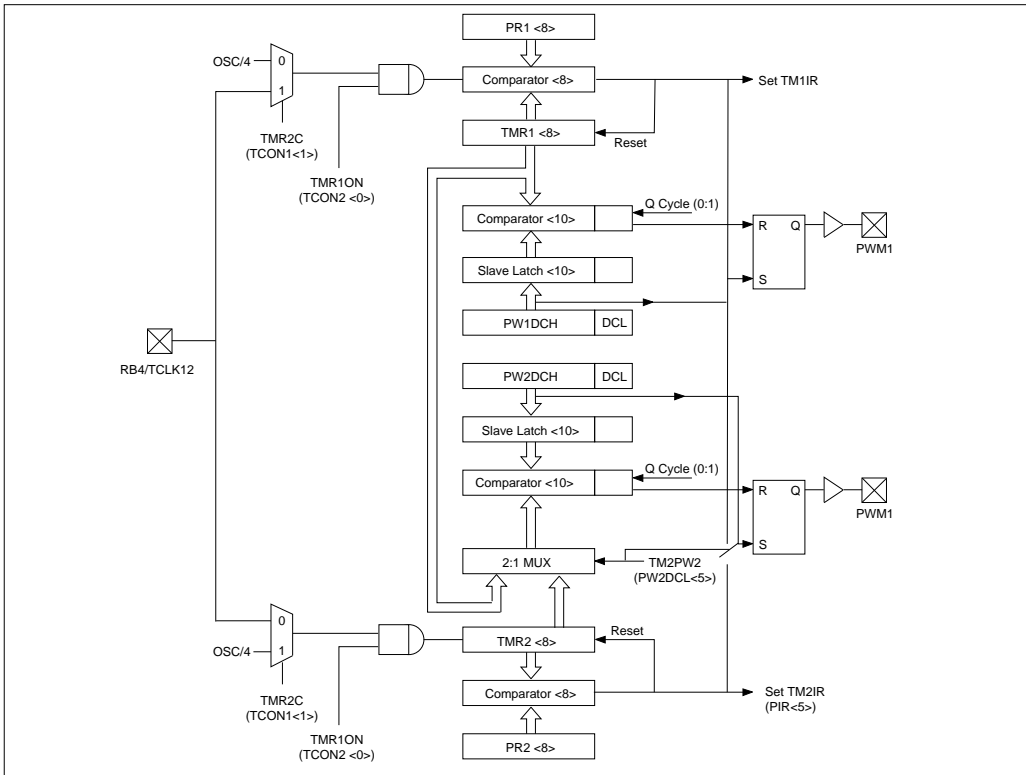 PR1 <8>
OSC/4
0
1
Comparator <8>
Set TM1IR
TMR2C
(TCON1<1>)
TMR1 <8>
Reset
TMR1ON
(TCON2 <0>)
Q Cycle (0:1)
Comparator <10>
R
Q
PWM1
Slave Latch <10>
S
PW1DCH
DCL
RB4/TCLK12
PW2DCH
DCL
Slave Latch <10>
Q Cycle (0:1)
Comparator <10>
R
Q
PWM1
S
2:1 MUX
TM2PW2
(PW2DCL<5>)
0
1
OSC/4
Reset
TMR2 <8>
TMR2C
(TCON1<1>)
Comparator <8>
Set TM2IR
(PIR<5>)
TMR1ON
(TCON2 <0>)
PR2 <8>